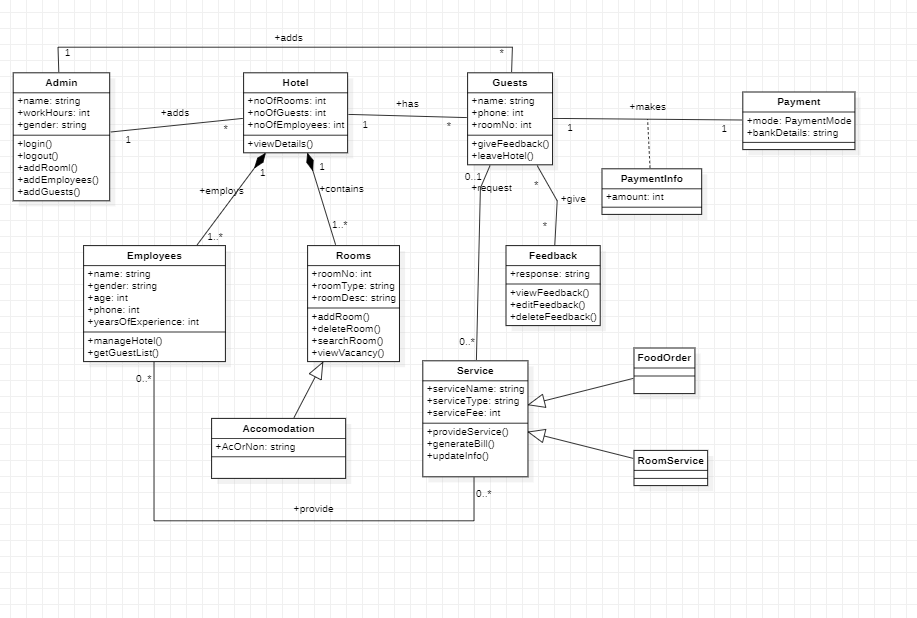 +adds
1
*
Admin
+name: string
+workHours: int
+gender: string
+login()
+logout()
+addRooml()
+addEmployees()
+addGuests()
+adds
1
*
Hotel
+noOfRooms: int
+noOfGuests: int
+noOfEmployees: int
+viewDetails()
+has
1
*
Guests
+name: string
+phone: int
+roomNo: int
+giveFeedback()
+leaveHotel()
+makes
1
1
Payment
+mode: PaymentMode
+bankDetails: string
PaymentInfo
+amount: int
1
+employs
1..*
1
+contains
1..*
0..1
+request
0..*
*
+give
*
Employees
+name: string
+gender: string
+age: int
+phone: int
+yearsOfExperience: int
+manageHotel()
+getGuestList()
Rooms
+roomNo: int
+roomType: string
+roomDesc: string
+addRoom()
+deleteRoom()
+searchRoom()
+viewVacancy()
Feedback
+response: string
+viewFeedback()
+editFeedback()
+deleteFeedback()
Service
+serviceName: string
+serviceType: string
+serviceFee: int
+provideService()
+generateBill()
+updateInfo()
FoodOrder
RoomService
Accomodation
+AcOrNon: string
0..*
+provide
0..*